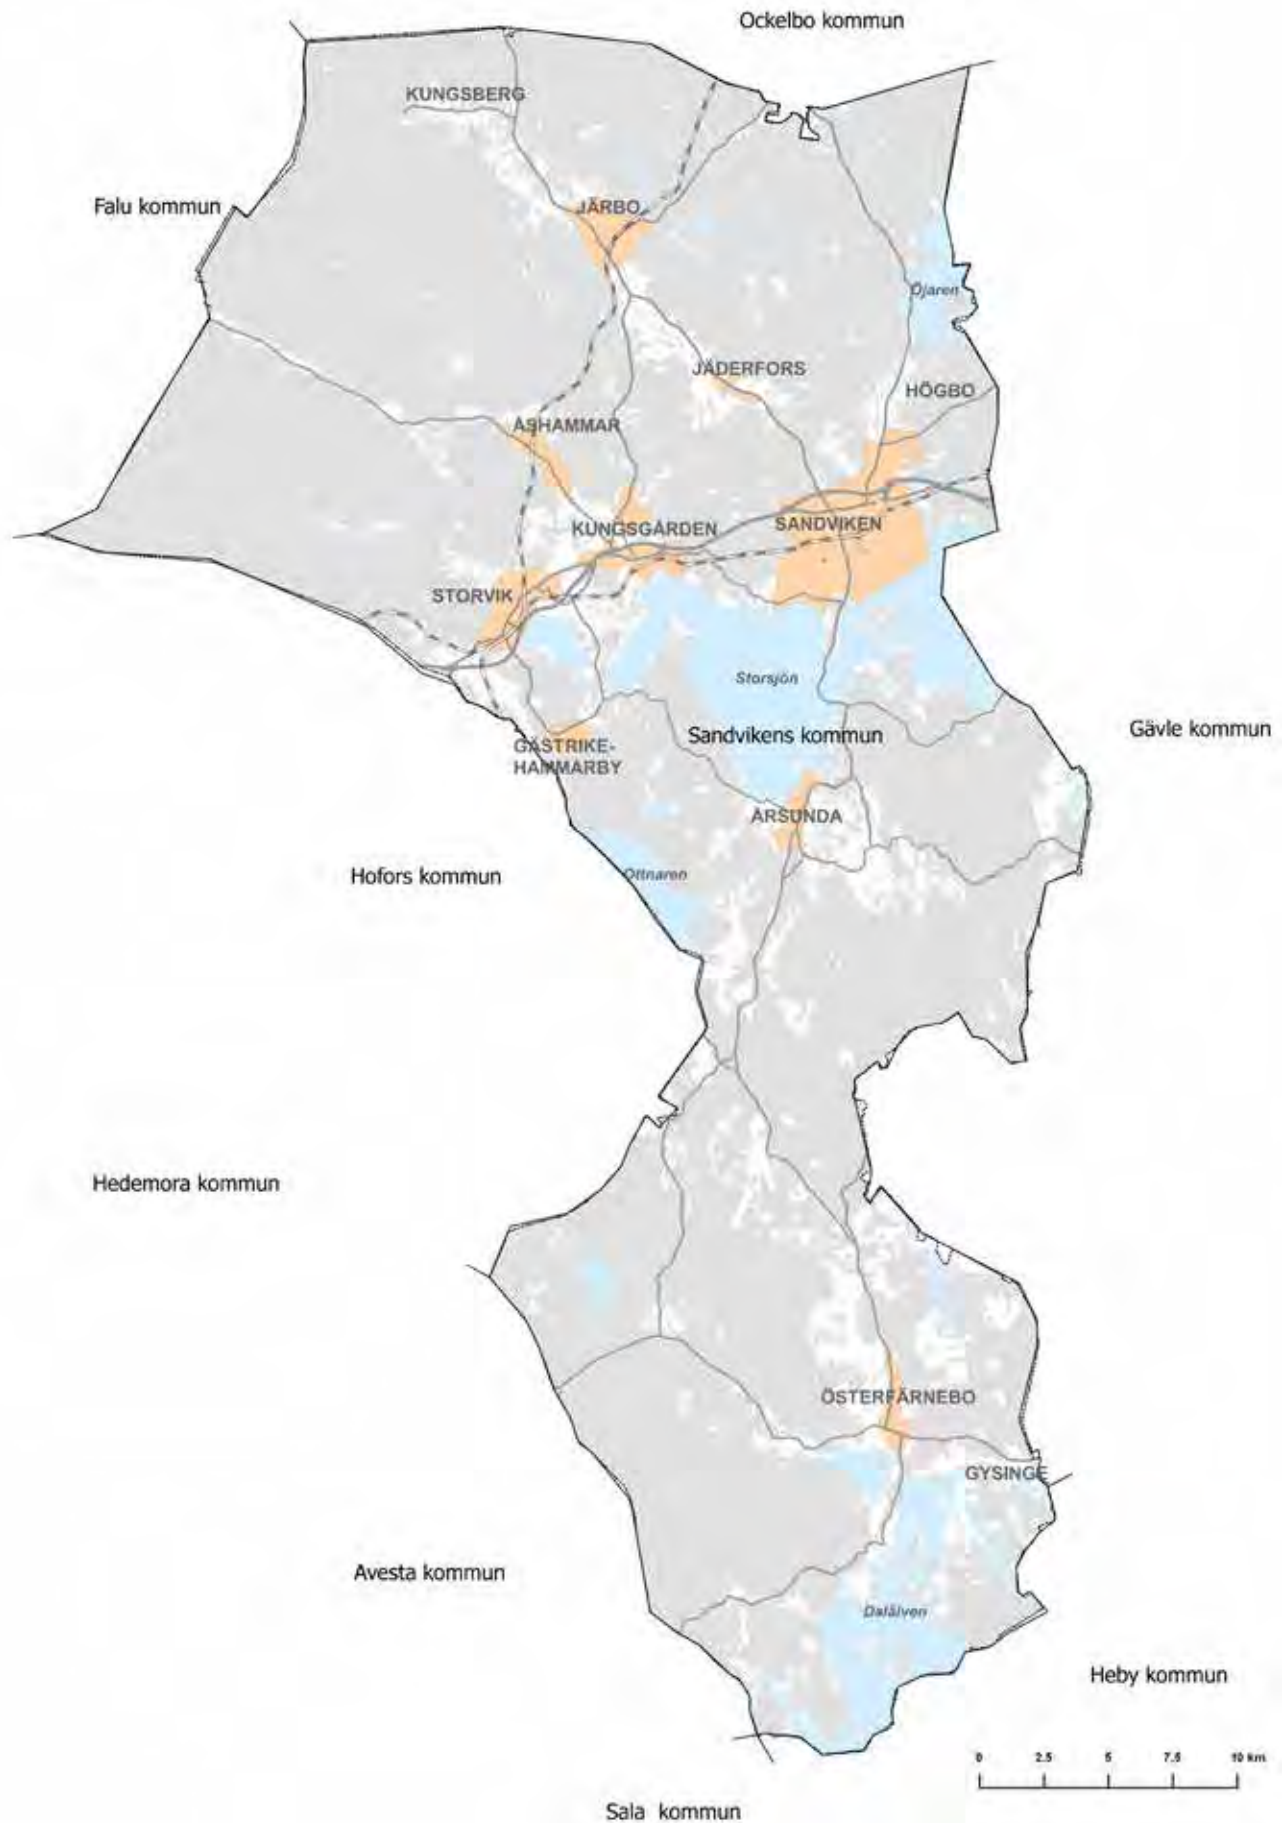 Ockelbo kommun
KUNGSBERG
Falu kommun
JÄRBO
Öjaren
JÄDERFORS
HÖGBO
ÅSHAMMAR
KUNGSGÅRDEN
SANDVIKEN
STORVIK
Storsjön
Sandvikens kommun
Gävle kommun
GÄSTRIKE-
HAMMARBY
ÅRSUNDA
Hofors kommun
Ottnaren
Hedemora kommun
ÖSTERFÄRNEBO
GYSINGE
Avesta kommun
Dalälven
Heby kommun
0 2.5 5 7.5 10 km
Sala kommun